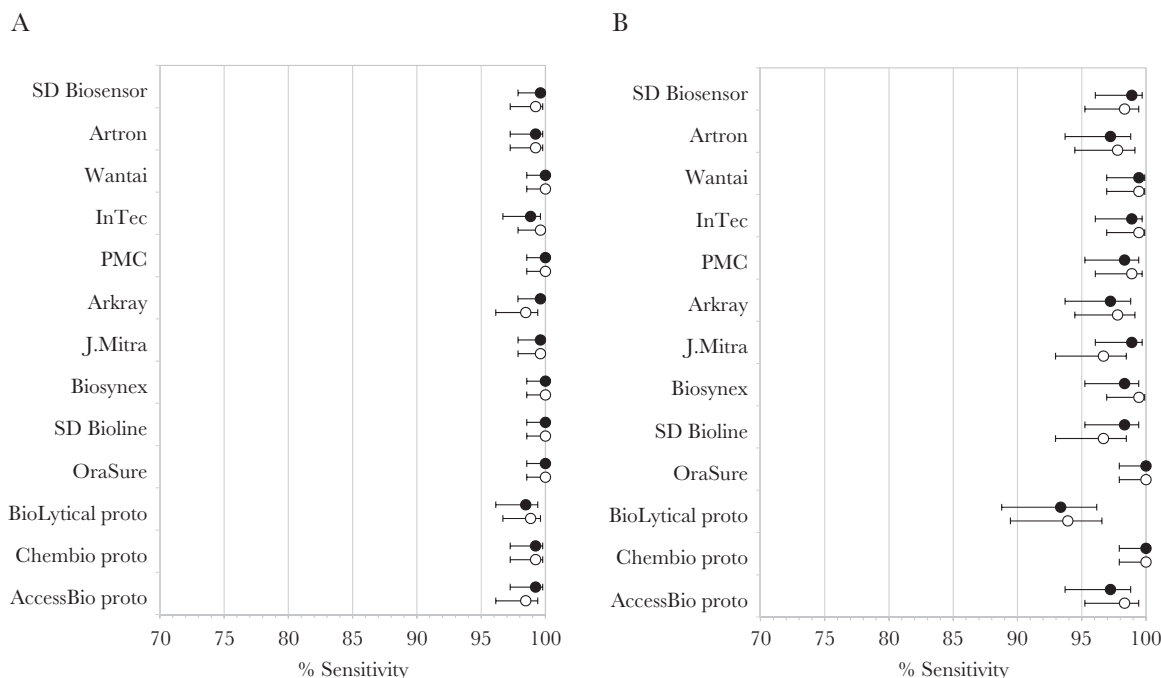 A
SD Biosensor
Artron
Wantai
InTec
PMC
Arkray
J.Mitra
Biosynex
SD Bioline
OraSure
BioLytical proto
Chembio proto
AccessBio proto
70 75 80 85 90 95 100
% Sensitivity
B
SD Biosensor
Artron
Wantai
InTec
PMC
Arkray
J.Mitra
Biosynex
SD Bioline
OraSure
BioLytical proto
Chembio proto
AccessBio proto
70 75 80 85 90 95 100
% Sensitivity